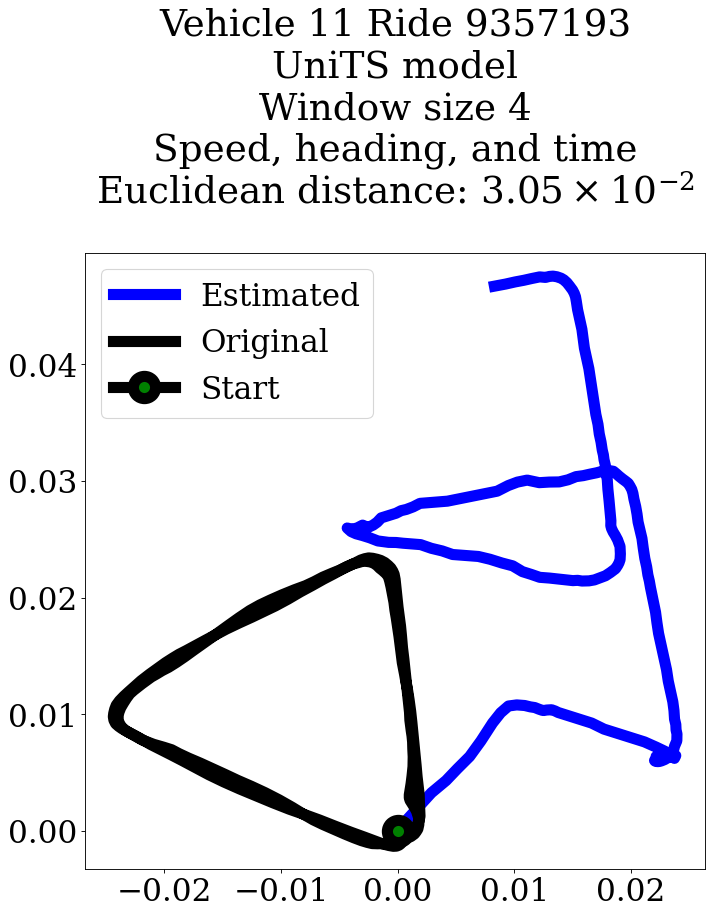 Vehicle 11 Ride 9357193
UniTS model
Window size 4
Speed, heading, and time
Euclidean distance: 3.05 × 10⁻²
Estimated
Original
Start
0.04
0.03
0.02
0.01
0.00
−0.02 −0.01 0.00 0.01 0.02